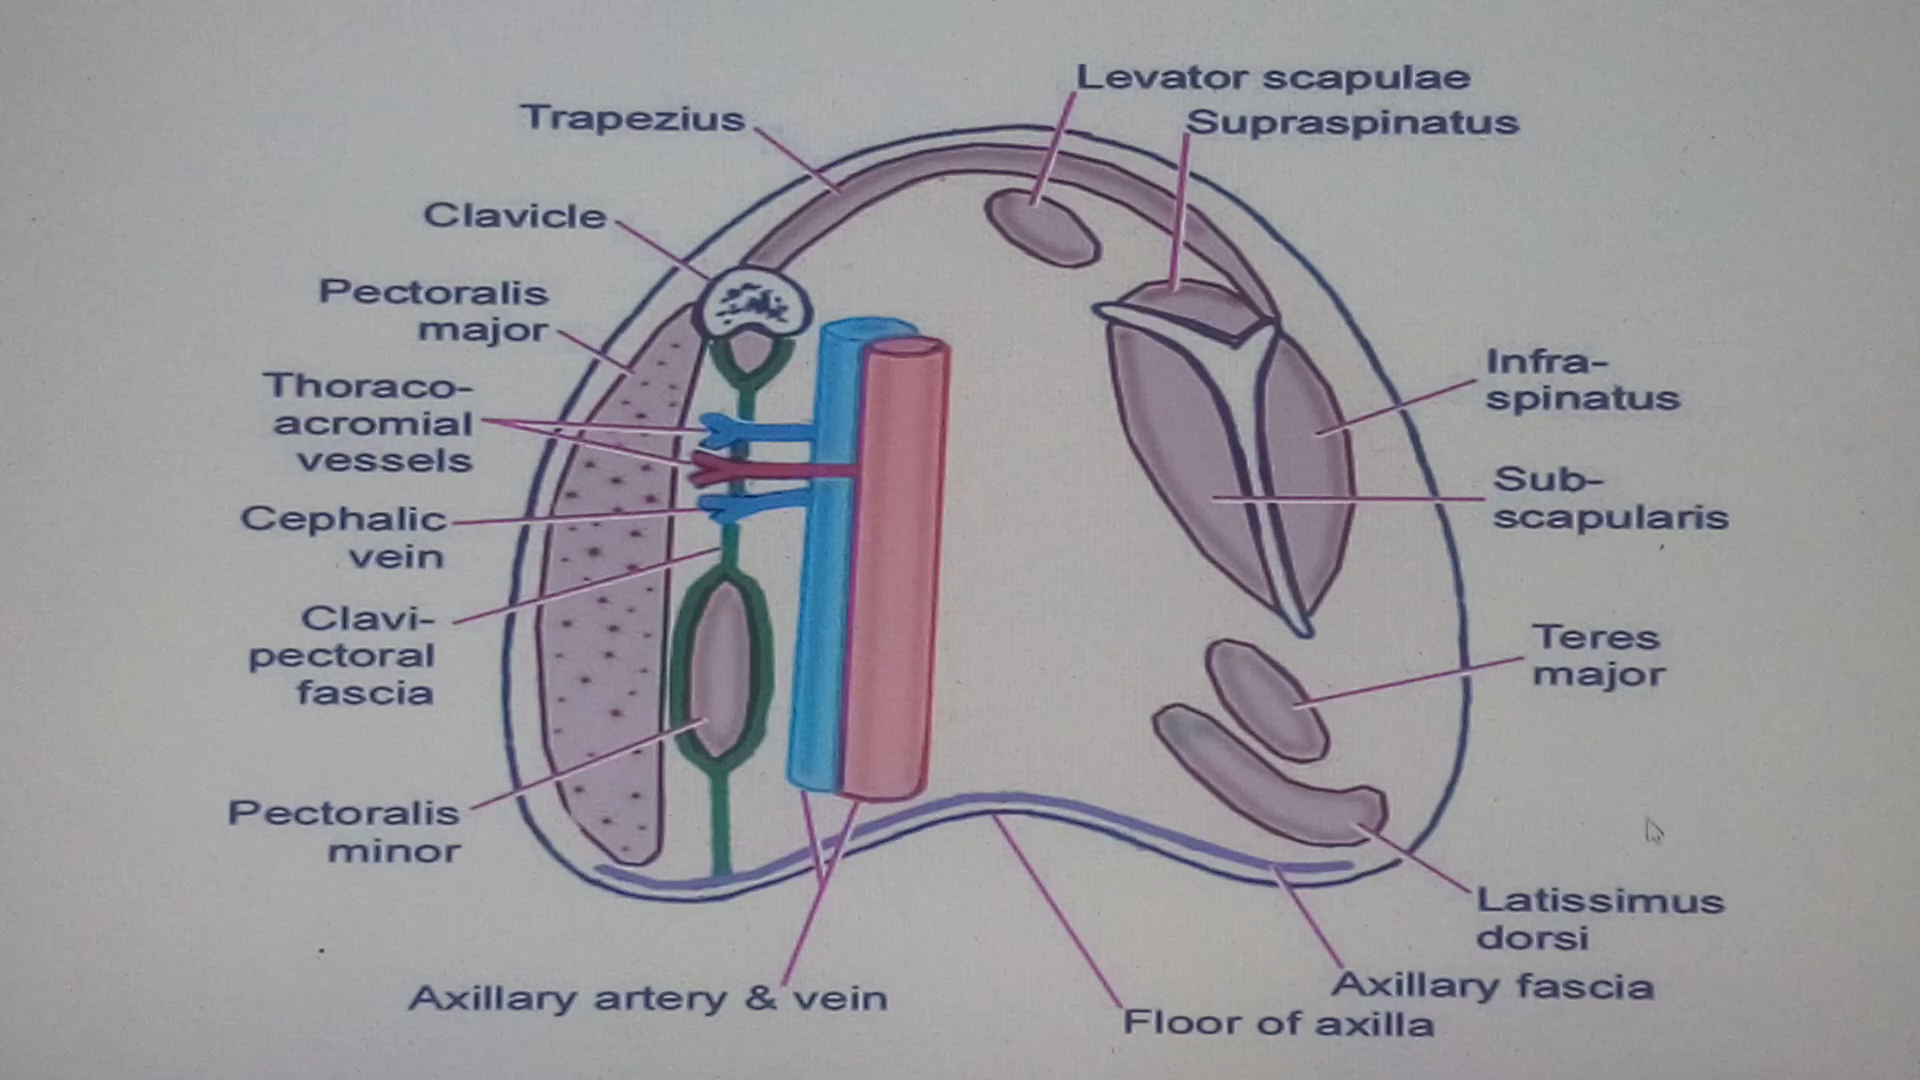 Levator scapulae
Supraspinatus
Trapezius
Clavicle
Pectoralis
major
Thoraco-
acromial
vessels
Cephalic
vein
Clavi-
pectoral
fascia
Pectoralis
minor
Infra-
spinatus
Sub-
scapularis
Teres
major
Latissimus
dorsi
Axillary fascia
Floor of axilla
Axillary artery & vein